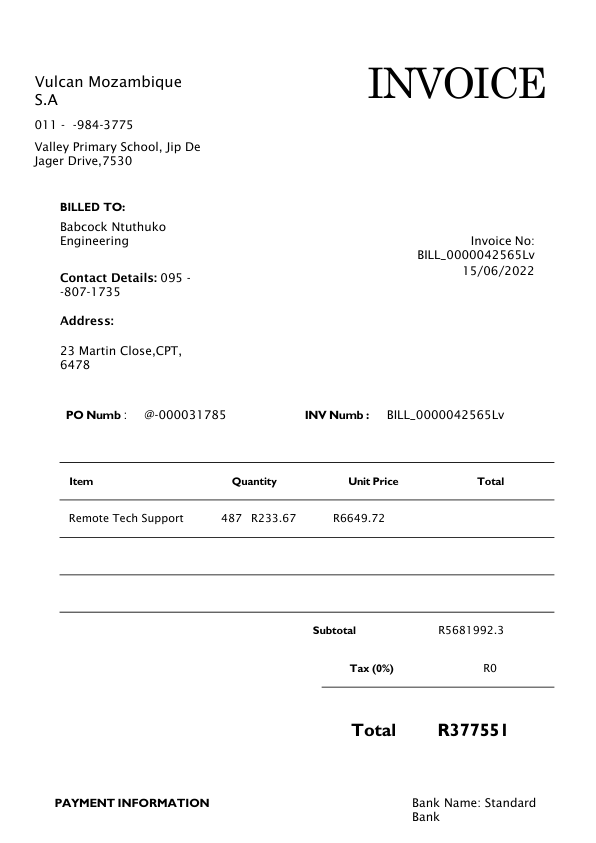 Vulcan Mozambique
S.A
INVOICE
011 -  -984-3775
Valley Primary School, Jip De
Jager Drive,7530
BILLED TO:
Babcock Ntuthuko
Engineering
Invoice No:
BILL_0000042565Lv
15/06/2022
Contact Details: 095 -
-807-1735
Address:
23 Martin Close,CPT,
6478
PO Numb : @-000031785 INV Numb : BILL_0000042565Lv
Item Quantity Unit Price Total
Remote Tech Support 487 R233.67 R6649.72
Subtotal R5681992.3
Tax (0%) R0
Total R377551
PAYMENT INFORMATION
Bank Name: Standard
Bank